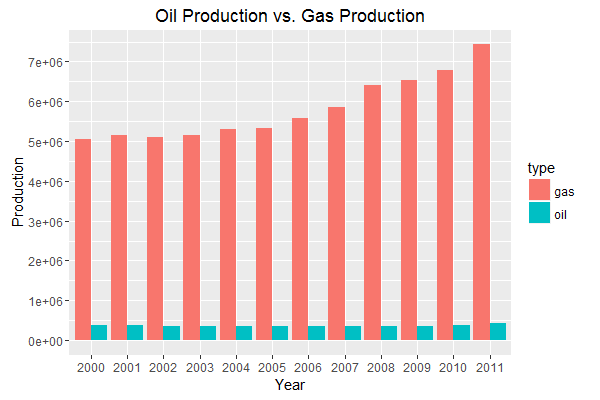 Oil Production vs. Gas Production
7e+06
6e+06
5e+06
4e+06
3e+06
2e+06
1e+06
0e+00
Production
2000 2001 2002 2003 2004 2005 2006 2007 2008 2009 2010 2011
Year
type
gas
oil